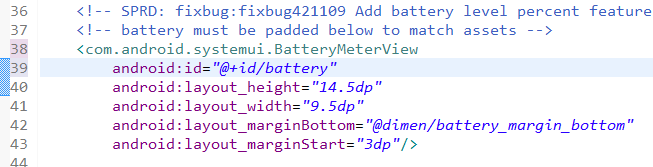 36 <!-- SPRD: fixbug:fixbug421109 Add battery level percent feature
37 <!-- battery must be padded below to match assets -->
38 <com.android.systemui.BatteryMeterView
39 android:id="@+id/battery"
40 android:layout_height="14.5dp"
41 android:layout_width="9.5dp"
42 android:layout_marginBottom="@dimen/battery_margin_bottom"
43 android:layout_marginStart="3dp"/>
44